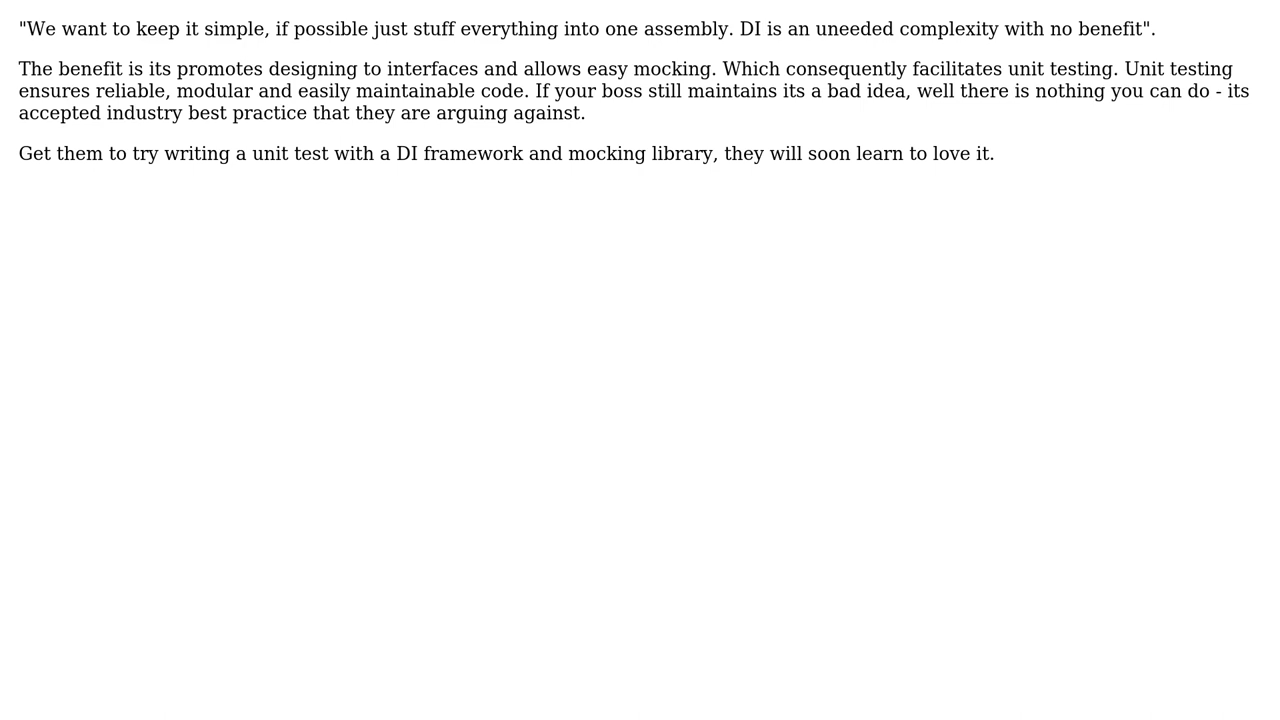 "We want to keep it simple, if possible just stuff everything into one assembly. DI is an uneeded complexity with no benefit".
The benefit is its promotes designing to interfaces and allows easy mocking. Which consequently facilitates unit testing. Unit testing
ensures reliable, modular and easily maintainable code. If your boss still maintains its a bad idea, well there is nothing you can do - its
accepted industry best practice that they are arguing against.
Get them to try writing a unit test with a DI framework and mocking library, they will soon learn to love it.